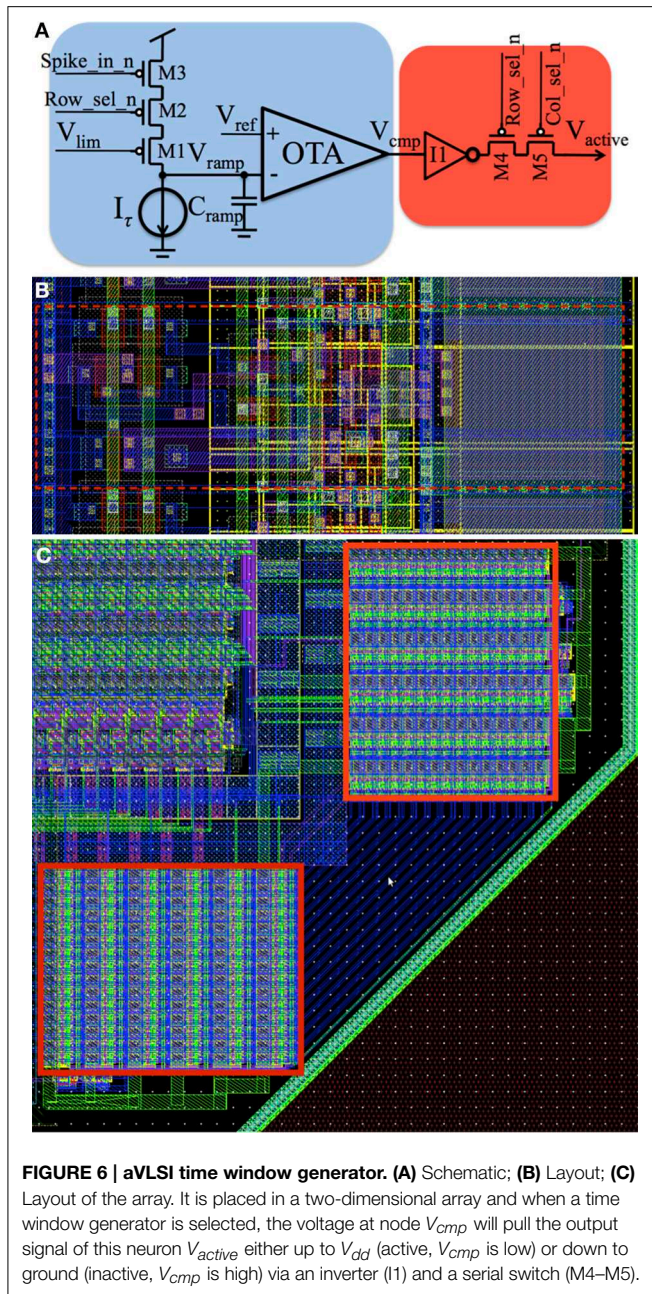 A
Spike_in_n
M3
Row_sel_n
M2
V_lim
M1
V_ramp
I_τ
C_ramp
V_ref
+
-
OTA
V_cmp
I1
Row_sel_n
Col_sel_n
M4
M5
V_active
B
C
FIGURE 6 | aVLSI time window generator. (A) Schematic; (B) Layout; (C)
Layout of the array. It is placed in a two-dimensional array and when a time
window generator is selected, the voltage at node V_cmp will pull the output
signal of this neuron V_active either up to V_dd (active, V_cmp is low) or down to
ground (inactive, V_cmp is high) via an inverter (I1) and a serial switch (M4–M5).